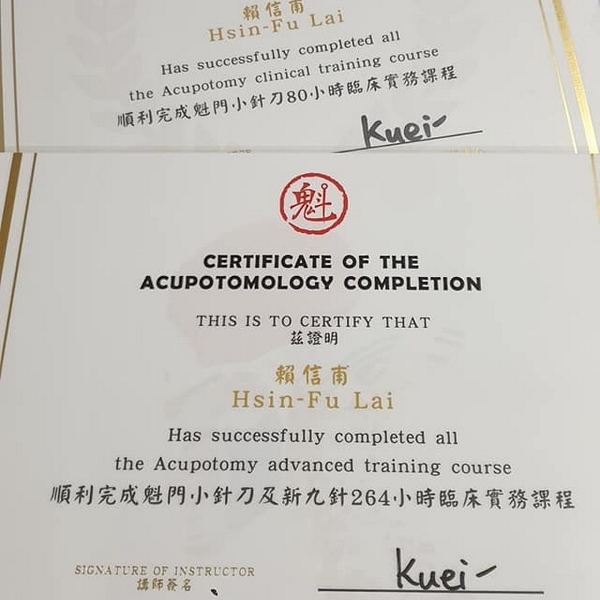 賴信甫
Hsin-Fu Lai
Has successfully completed all
the Acupotomy clinical training course
順利完成魁門小針刀80小時臨床實務課程
Kuei
魁
CERTIFICATE OF THE
ACUPOTOMOLOGY COMPLETION
THIS IS TO CERTIFY THAT
茲證明
賴信甫
Hsin-Fu Lai
Has successfully completed all
the Acupotomy advanced training course
順利完成魁門小針刀及新九針264小時臨床實務課程
SIGNATURE OF INSTRUCTOR
講師簽名
Kuei